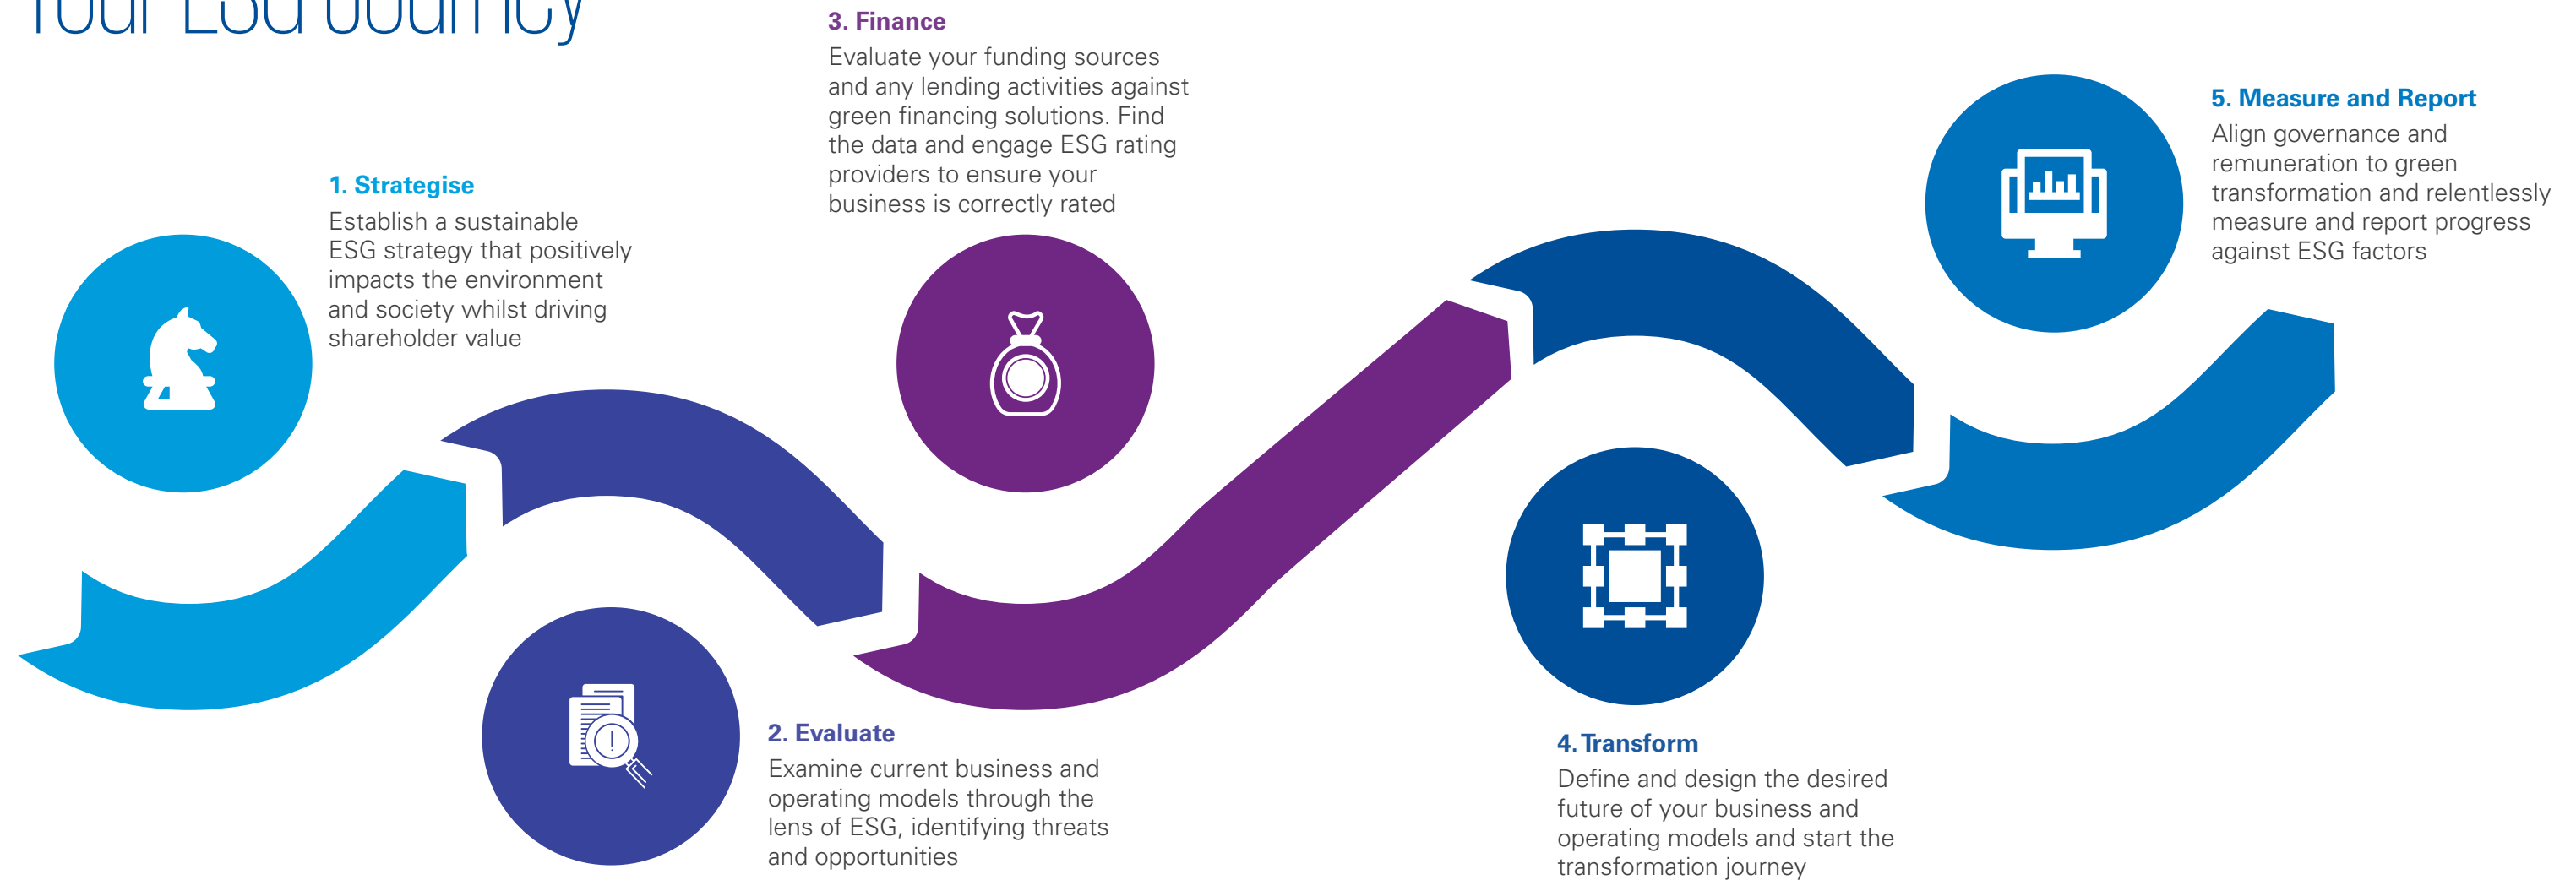 Your ESG Journey
1. Strategise
Establish a sustainable
ESG strategy that positively
impacts the environment
and society whilst driving
shareholder value
2. Evaluate
Examine current business and
operating models through the
lens of ESG, identifying threats
and opportunities
3. Finance
Evaluate your funding sources
and any lending activities against
green financing solutions. Find
the data and engage ESG rating
providers to ensure your
business is correctly rated
4. Transform
Define and design the desired
future of your business and
operating models and start the
transformation journey
5. Measure and Report
Align governance and
remuneration to green
transformation and relentlessly
measure and report progress
against ESG factors